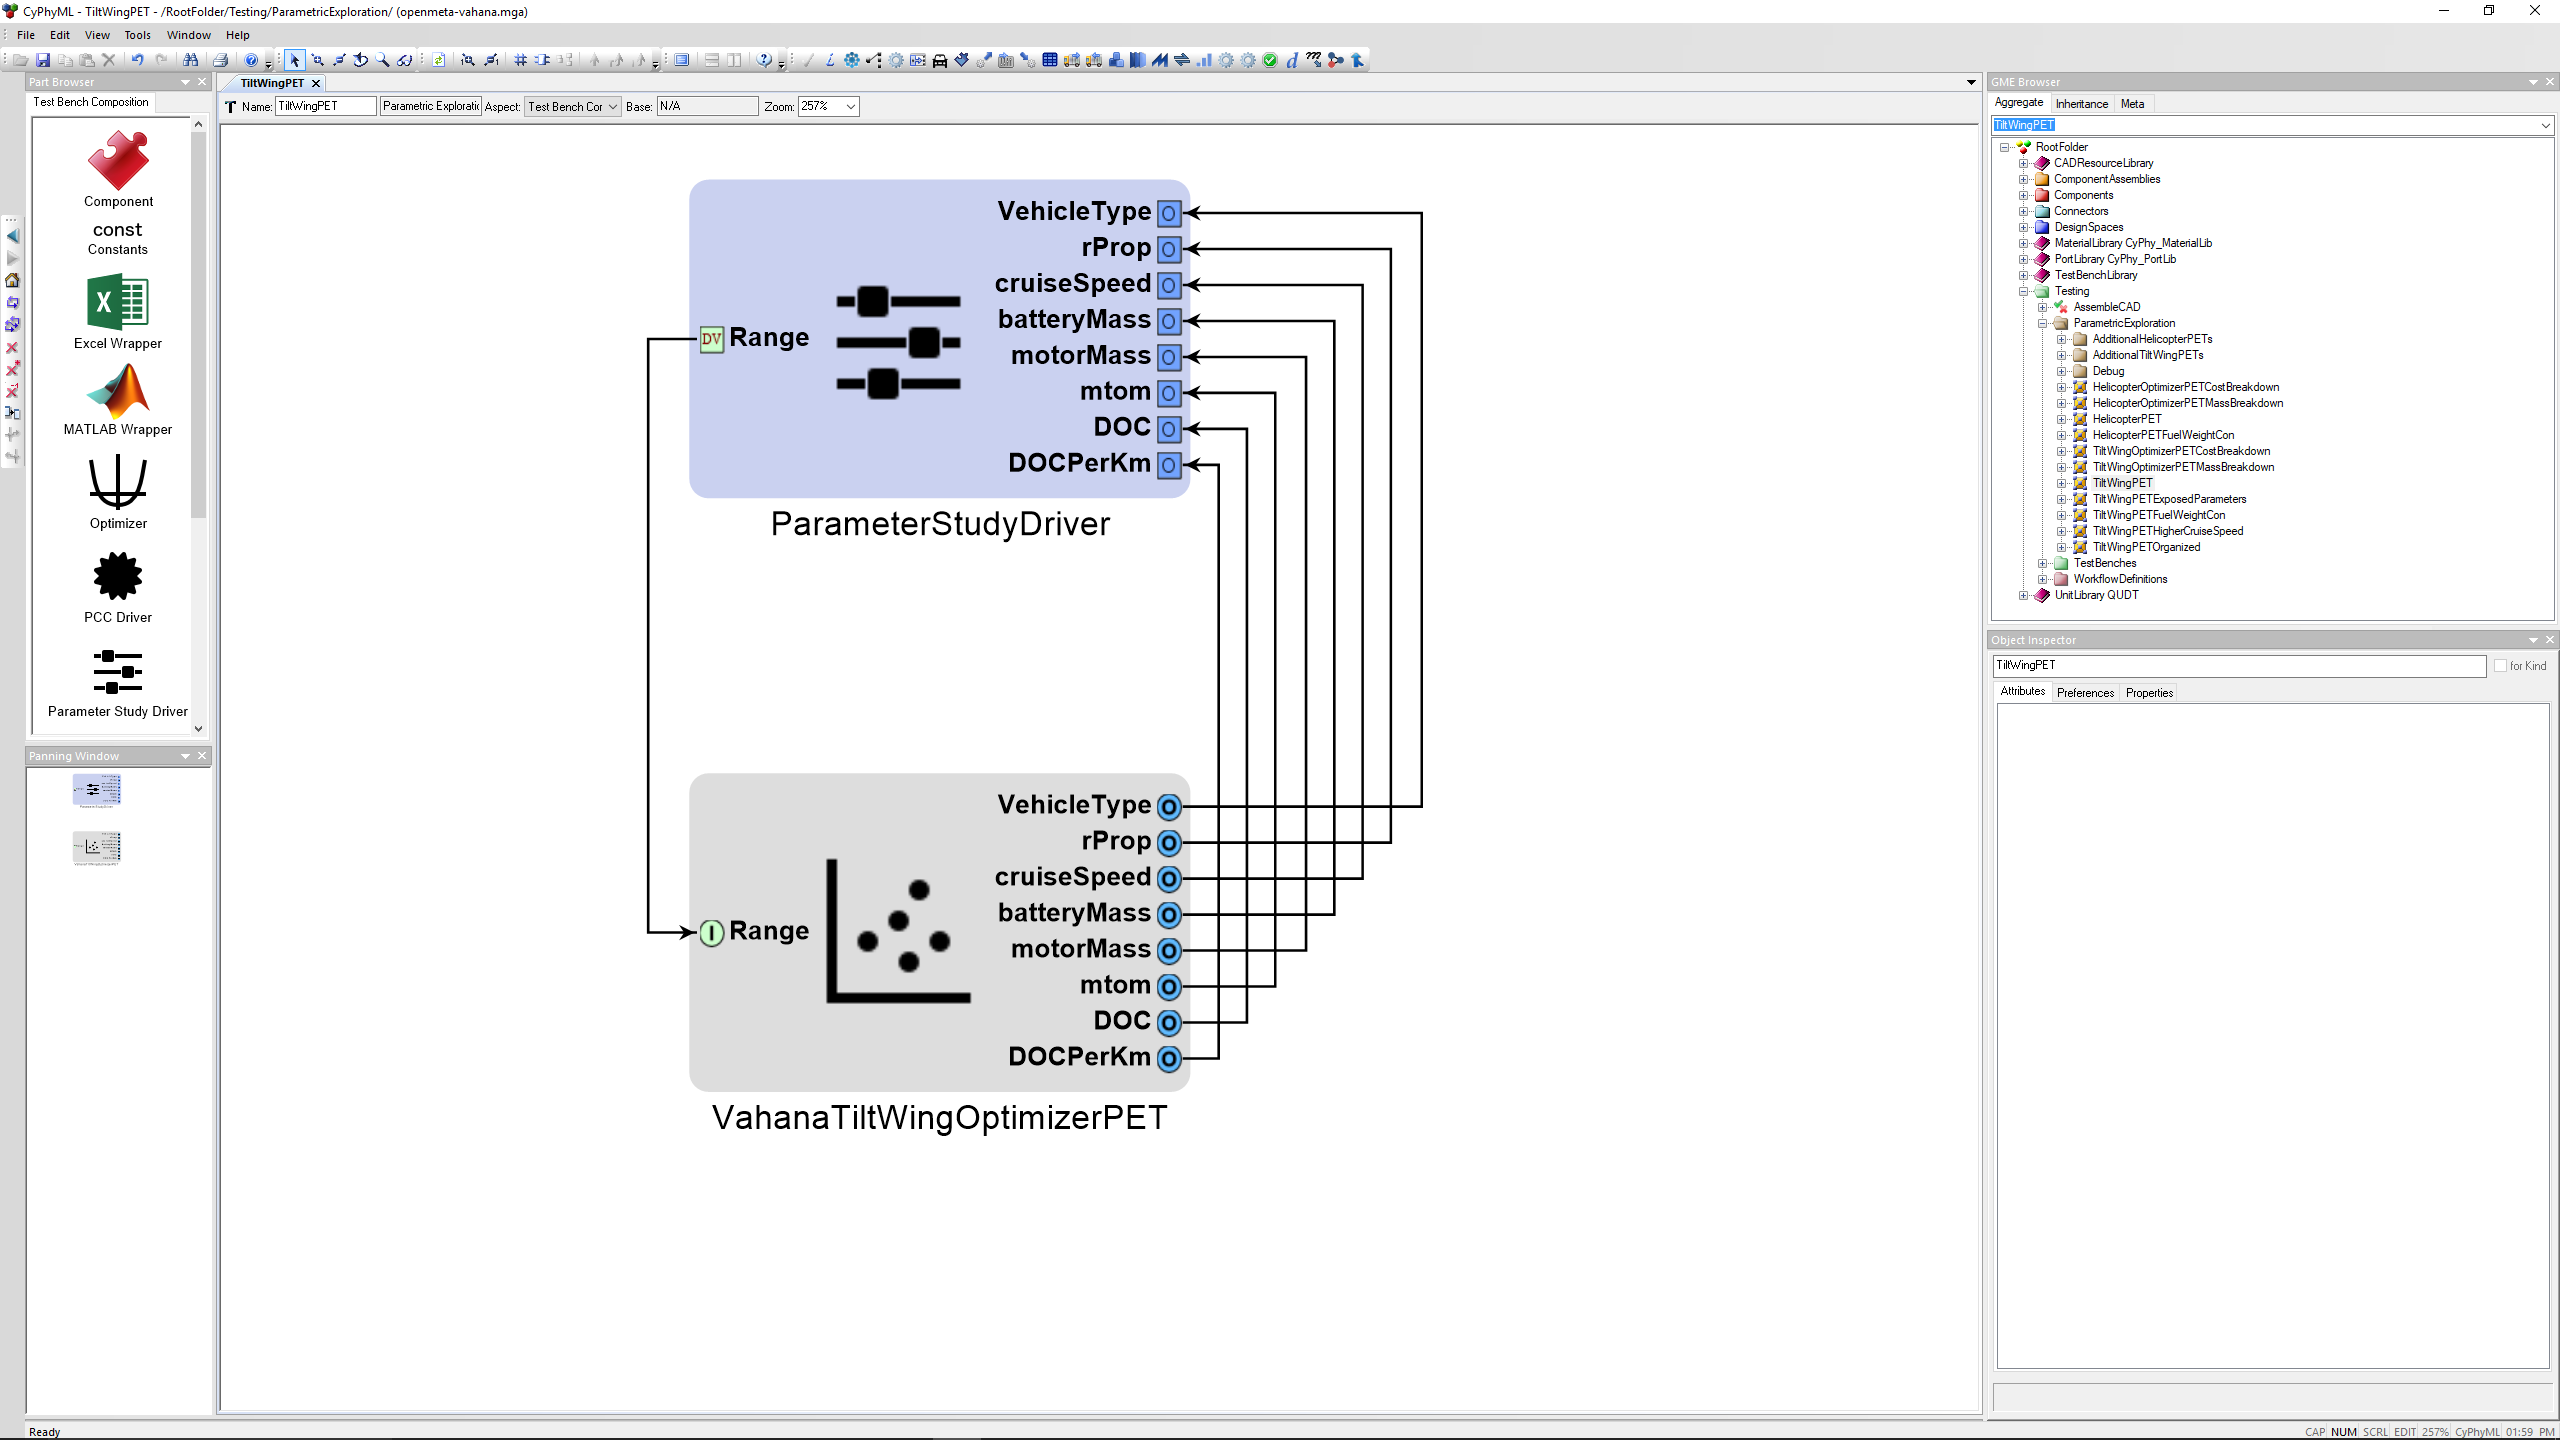 CyPhyML - TiltWingPET - /RootFolder/Testing/ParametricExploration/ (openmeta-vahana.mga)
File Edit View Tools Window Help
Part Browser
Test Bench Composition
Component
const
Constants
Excel Wrapper
MATLAB Wrapper
Optimizer
PCC Driver
Parameter Study Driver
Panning Window
TiltWingPET
Name: TiltWingPET Parametric Exploratic Aspect: Test Bench Cor Base: N/A Zoom: 257%
VehicleType
rProp
cruiseSpeed
batteryMass
motorMass
mtom
DOC
DOCPerKm
DV Range
ParameterStudyDriver
VehicleType
rProp
cruiseSpeed
batteryMass
motorMass
mtom
DOC
DOCPerKm
I Range
VahanaTiltWingOptimizerPET
GME Browser
Aggregate Inheritance Meta
TiltWingPET
RootFolder
CADResourceLibrary
ComponentAssemblies
Components
Connectors
DesignSpaces
MaterialLibrary CyPhy_MaterialLib
PortLibrary CyPhy_PortLib
TestBenchLibrary
Testing
AssembleCAD
ParametricExploration
AdditionalHelicopterPETs
AdditionalTiltWingPETs
Debug
HelicopterOptimizerPETCostBreakdown
HelicopterOptimizerPETMassBreakdown
HelicopterPET
HelicopterPETFuelWeightCon
TiltWingOptimizerPETCostBreakdown
TiltWingOptimizerPETMassBreakdown
TiltWingPET
TiltWingPETExposedParameters
TiltWingPETFuelWeightCon
TiltWingPETHigherCruiseSpeed
TiltWingPETOrganized
TestBenches
WorkflowDefinitions
UnitLibrary QUDT
Object Inspector
TiltWingPET for Kind
Attributes Preferences Properties
Ready
CAP NUM SCRL EDIT 257% CyPhyML 01:59 PM